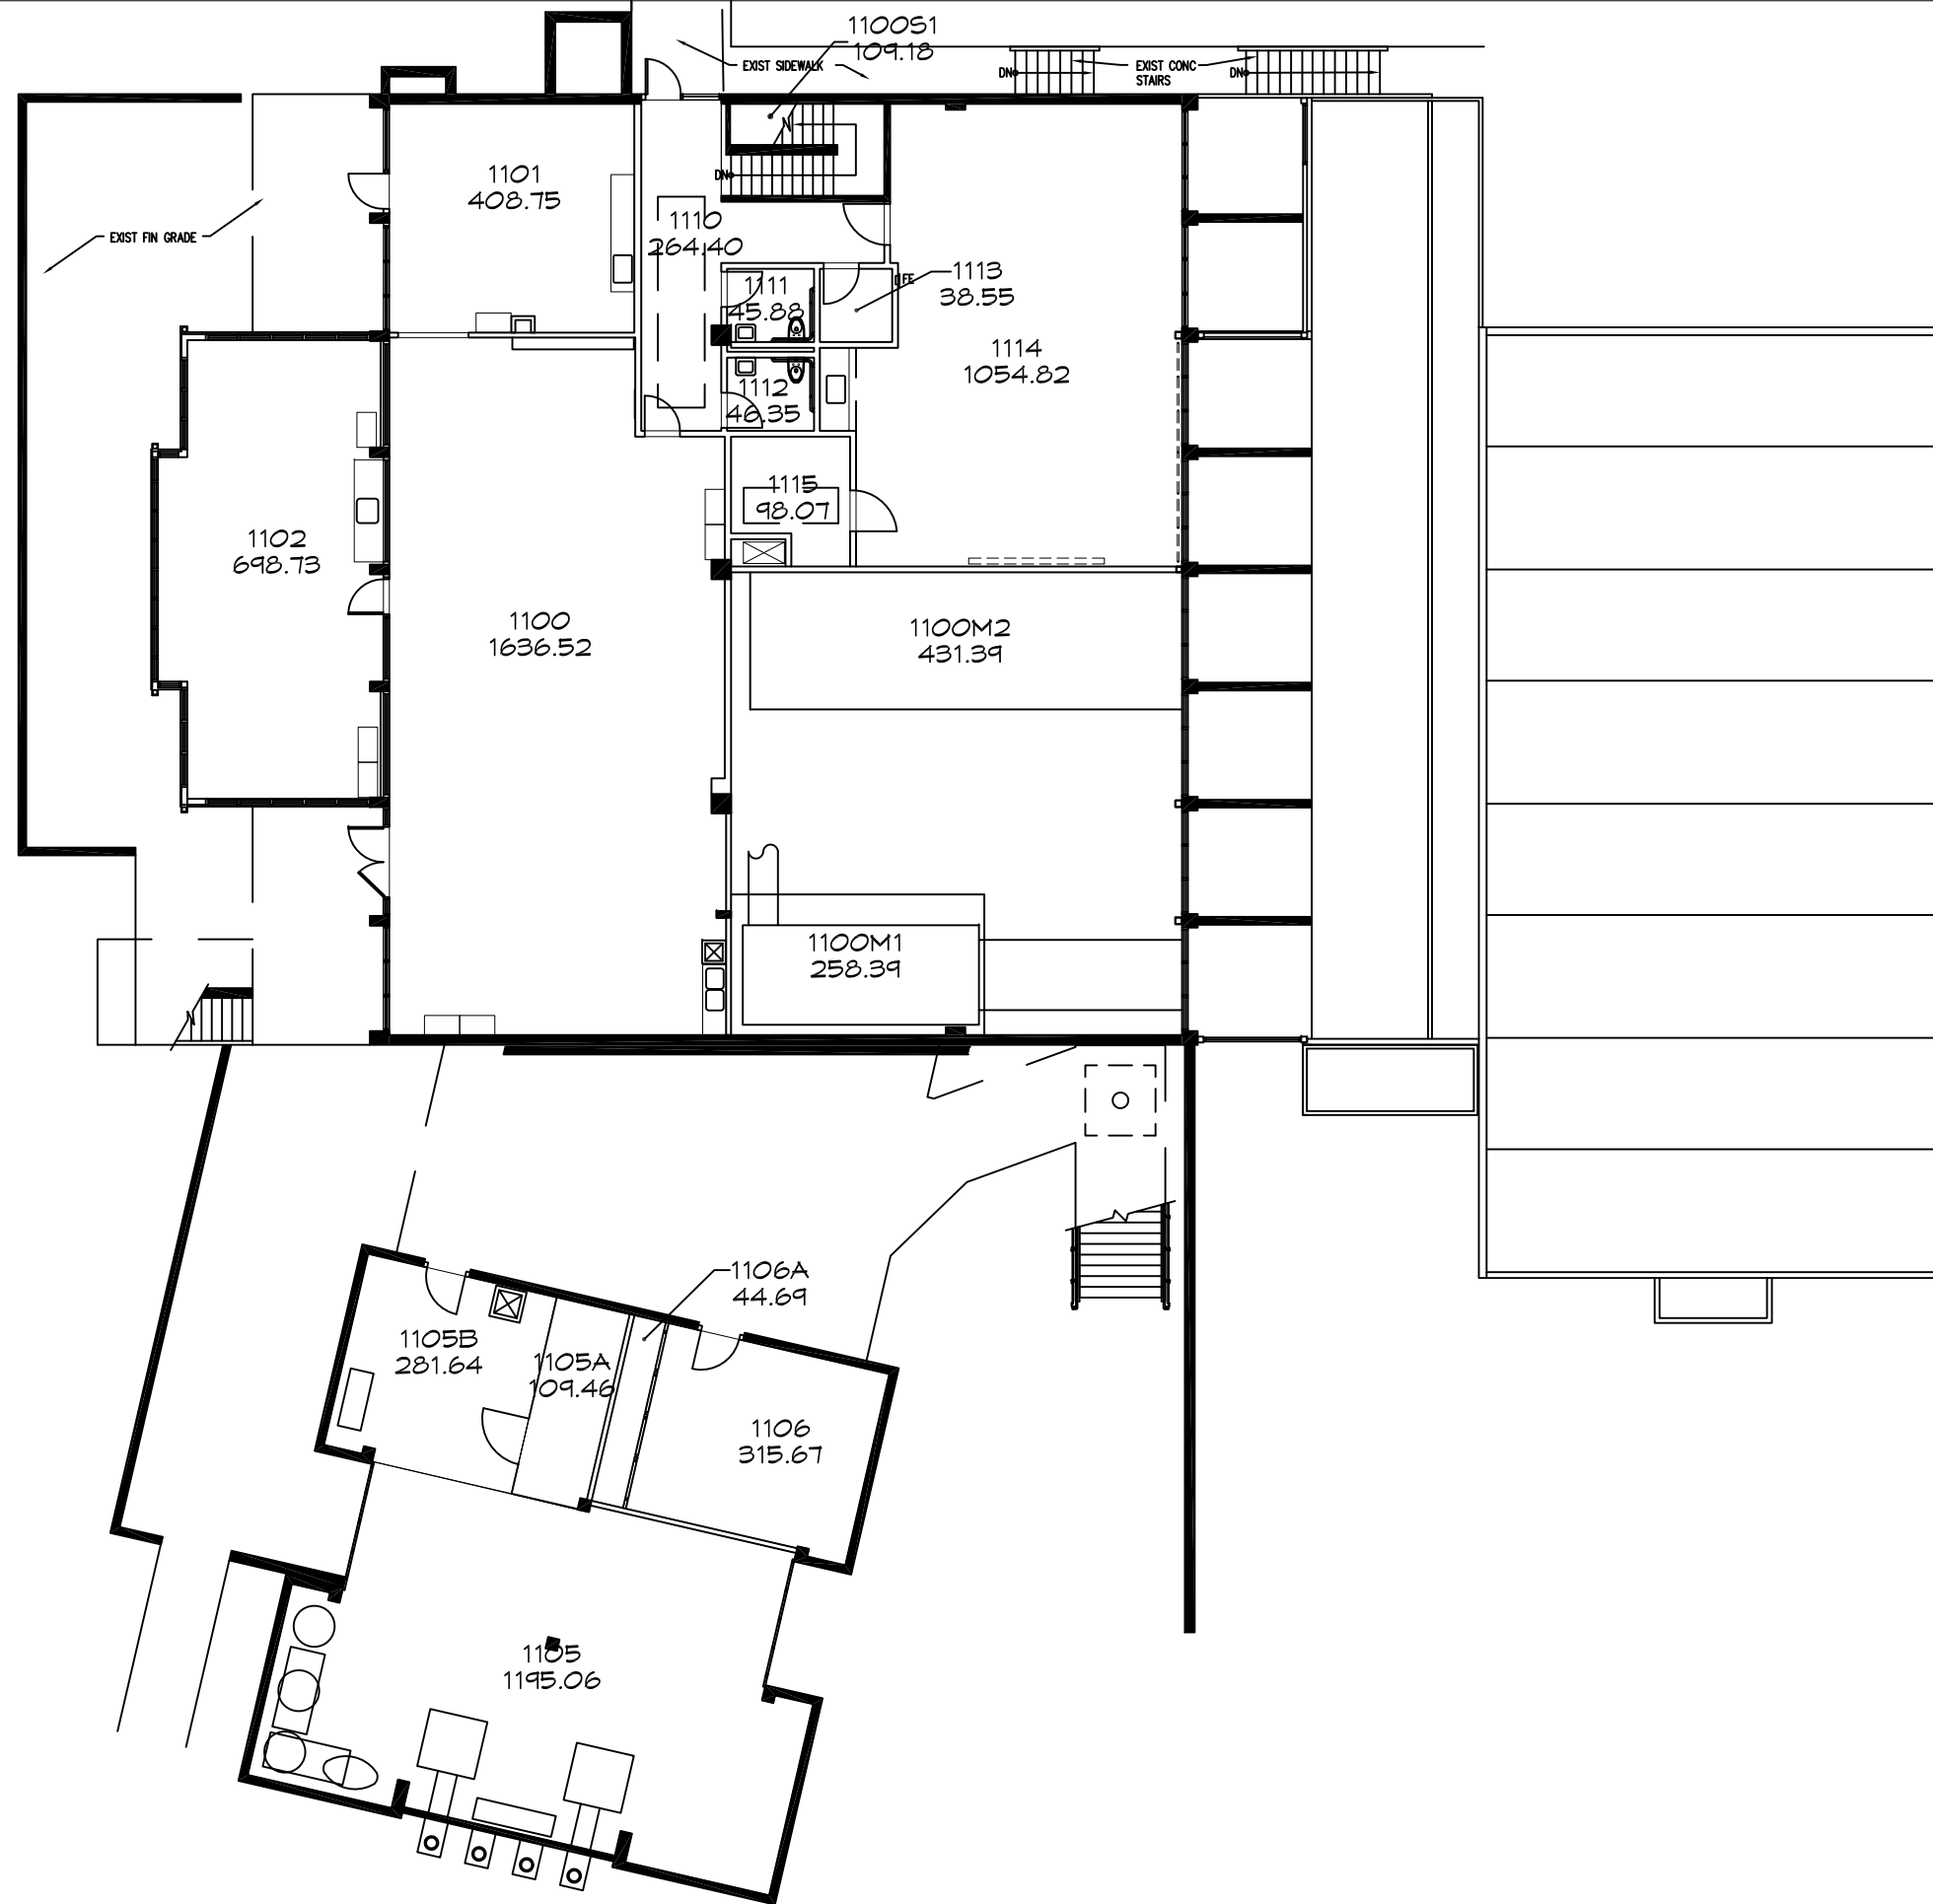 1100S1
109.18
EXIST SIDEWALK
DN
EXIST CONC
STAIRS
DN
1101
408.75
DN
1110
264.40
EXIST FIN GRADE
1111
45.88
FE
1113
38.55
1114
1054.82
1112
46.35
1115
98.07
1102
698.73
1100
1636.52
1100M2
431.39
1100M1
258.39
1106A
44.69
1105B
281.64
1105A
109.46
1106
315.67
1105
1195.06